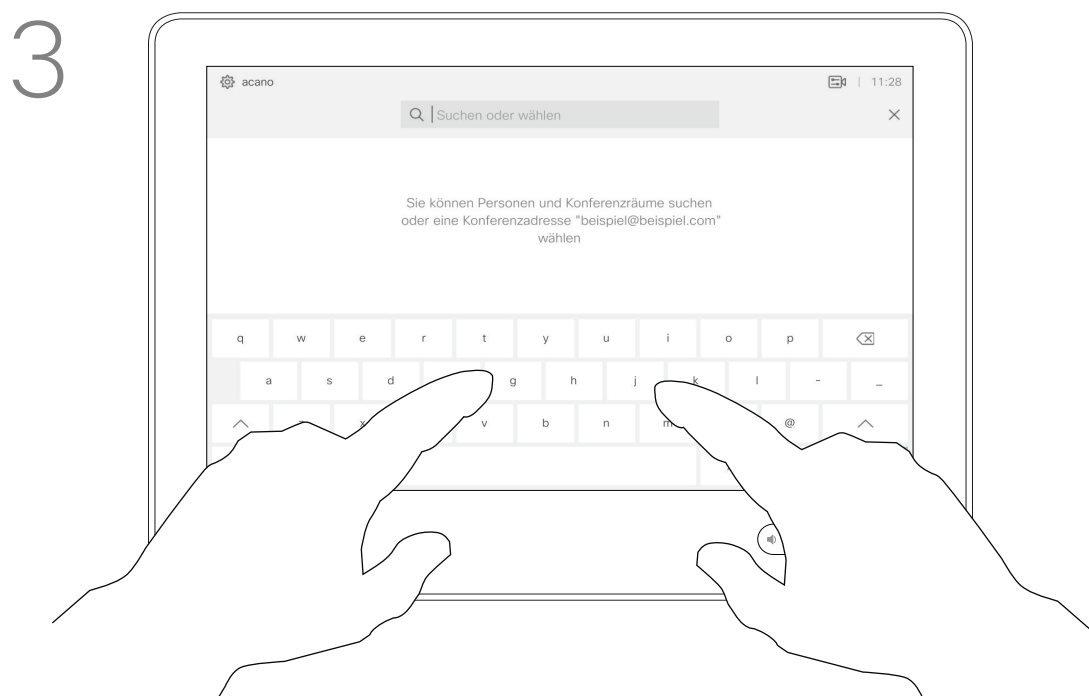 3
acano
11:28
Suchen oder wählen
Sie können Personen und Konferenzräume suchen
oder eine Konferenzadresse "beispiel@beispiel.com"
wählen
q w e r t y u i o p
a s d g h j k l - _
x v b n m @